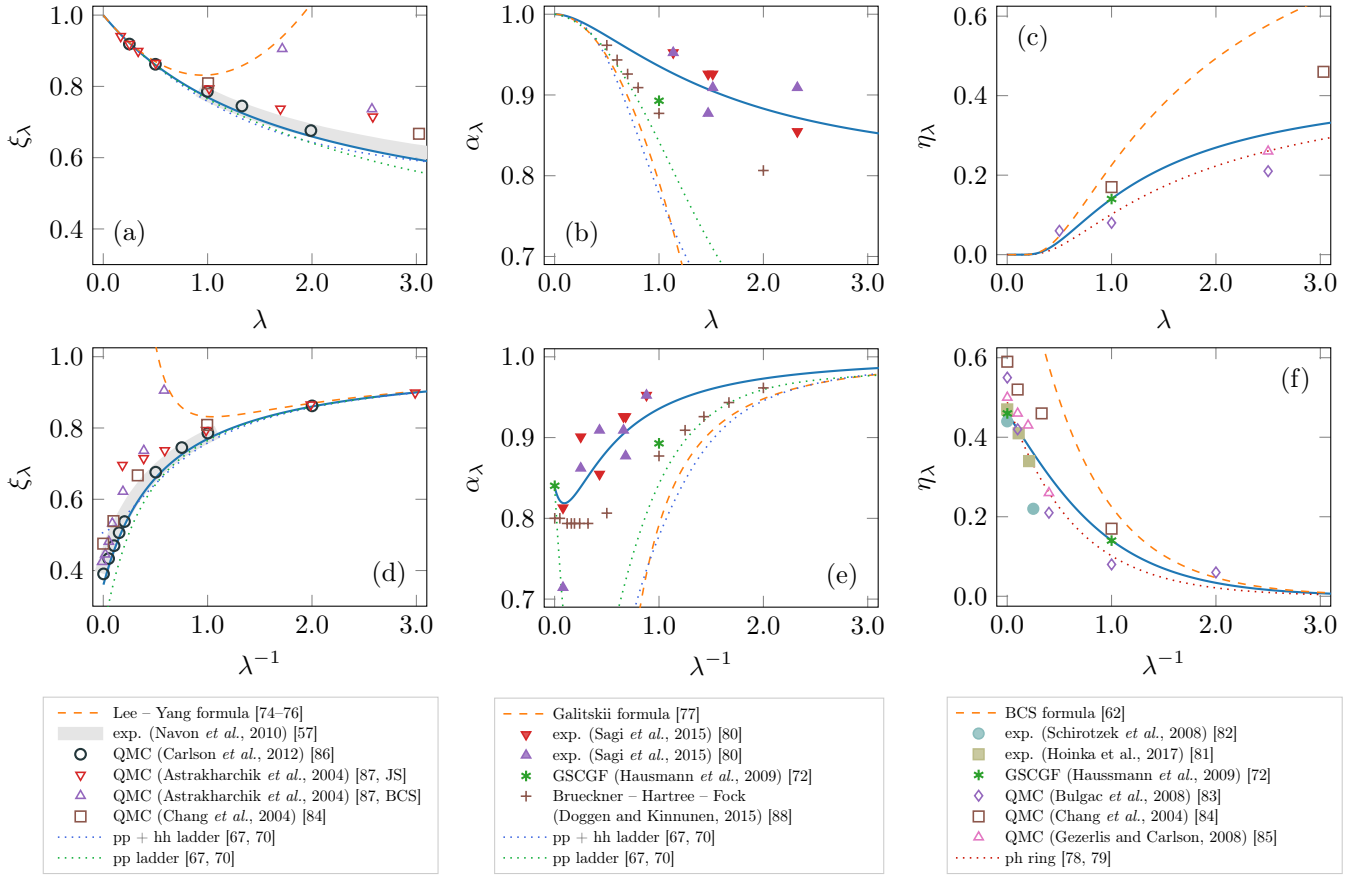 1.0
0.8
0.6
0.4
ξλ
(a)
0.0 1.0 2.0 3.0
λ
1.0
0.9
0.8
0.7
αλ
(b)
0.0 1.0 2.0 3.0
λ
0.6
0.4
0.2
0.0
ηλ
(c)
0.0 1.0 2.0 3.0
λ
1.0
0.8
0.6
0.4
ξλ
(d)
0.0 1.0 2.0 3.0
λ⁻¹
1.0
0.9
0.8
0.7
αλ
(e)
0.0 1.0 2.0 3.0
λ⁻¹
0.6
0.4
0.2
0.0
ηλ
(f)
0.0 1.0 2.0 3.0
λ⁻¹
Lee – Yang formula [74–76]
exp. (Navon et al., 2010) [57]
QMC (Carlson et al., 2012) [86]
QMC (Astrakharchik et al., 2004) [87, JS]
QMC (Astrakharchik et al., 2004) [87, BCS]
QMC (Chang et al., 2004) [84]
pp + hh ladder [67, 70]
pp ladder [67, 70]
Galitskii formula [77]
exp. (Sagi et al., 2015) [80]
exp. (Sagi et al., 2015) [80]
GSCGF (Hausmann et al., 2009) [72]
Brueckner – Hartree – Fock
(Doggen and Kinnunen, 2015) [88]
pp + hh ladder [67, 70]
pp ladder [67, 70]
BCS formula [62]
exp. (Schirotzek et al., 2008) [82]
exp. (Hoinka et al., 2017) [81]
GSCGF (Haussmann et al., 2009) [72]
QMC (Bulgac et al., 2008) [83]
QMC (Chang et al., 2004) [84]
QMC (Gezerlis and Carlson, 2008) [85]
ph ring [78, 79]